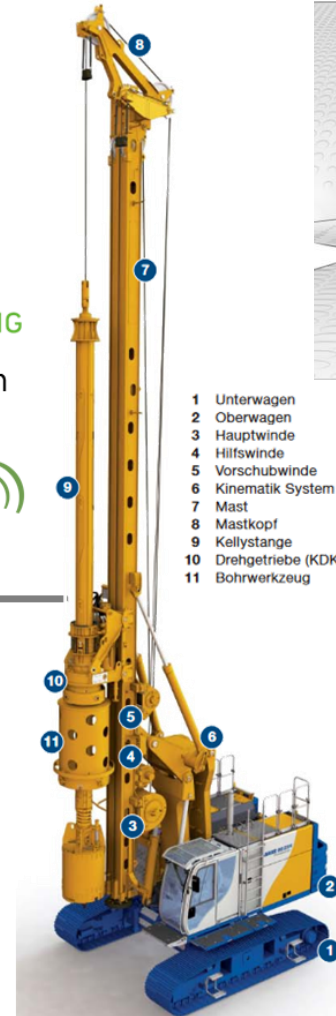 8
7
1 Unterwagen
2 Oberwagen
3 Hauptwinde
4 Hilfswinde
5 Vorschubwinde
6 Kinematik System
7 Mast
8 Mastkopf
9 Kellystange
10 Drehgetriebe (KDK
11 Bohrwerkzeug
9
10
5
11
6
4
3
2
1